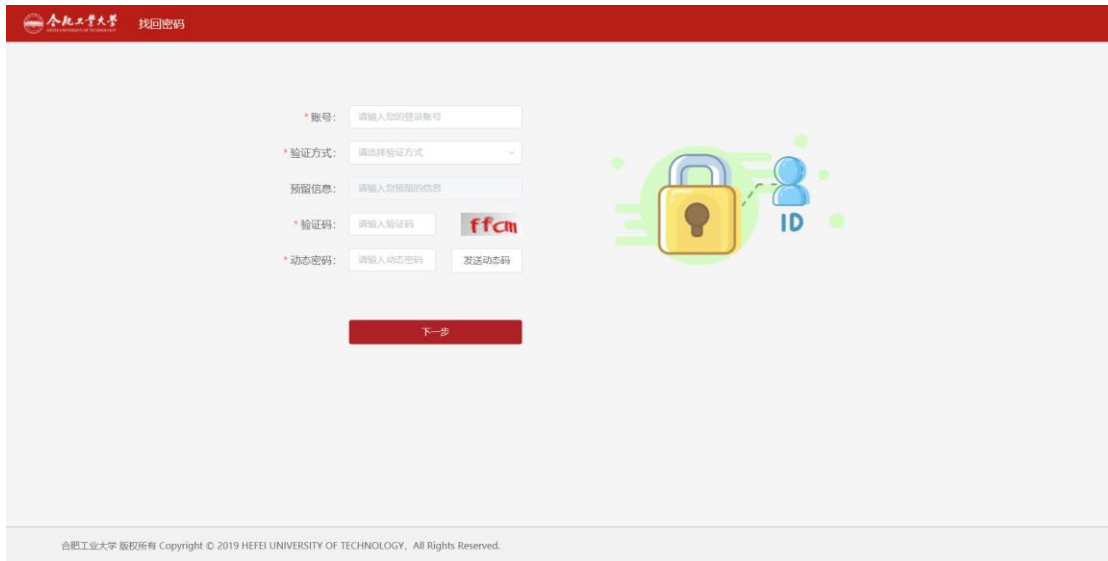 合肥工业大学 找回密码
HEFEI UNIVERSITY OF TECHNOLOGY
*账号: 请输入您的登录账号
*验证方式: 请选择验证方式
预留信息: 请输入您预留的信息
*验证码: 请输入验证码 ffcm
*动态密码: 请输入动态密码 发送动态码
下一步
ID
合肥工业大学 版权所有 Copyright © 2019 HEFEI UNIVERSITY OF TECHNOLOGY, All Rights Reserved.